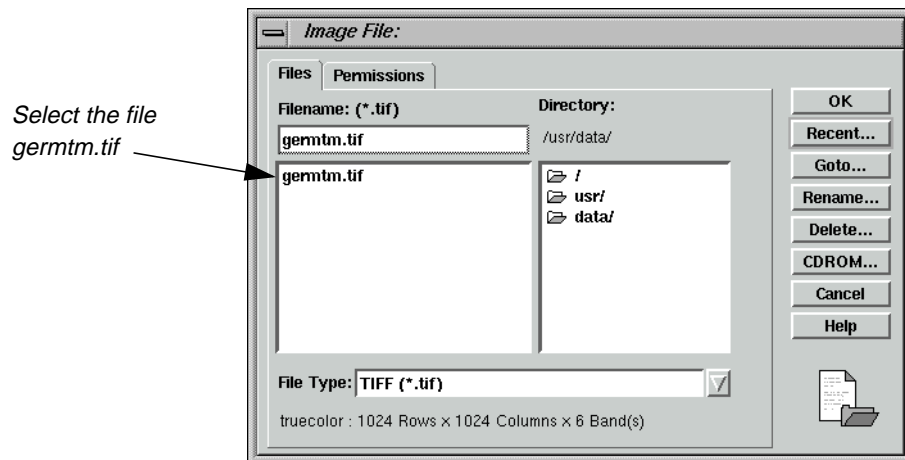 Image File:
Files
Permissions
Select the file
germtm.tif
Filename: (*.tif)
Directory:
germtm.tif
/usr/data/
germtm.tif
/
usr/
data/
File Type: TIFF (*.tif)
truecolor : 1024 Rows × 1024 Columns × 6 Band(s)
OK
Recent...
Goto...
Rename...
Delete...
CDROM...
Cancel
Help